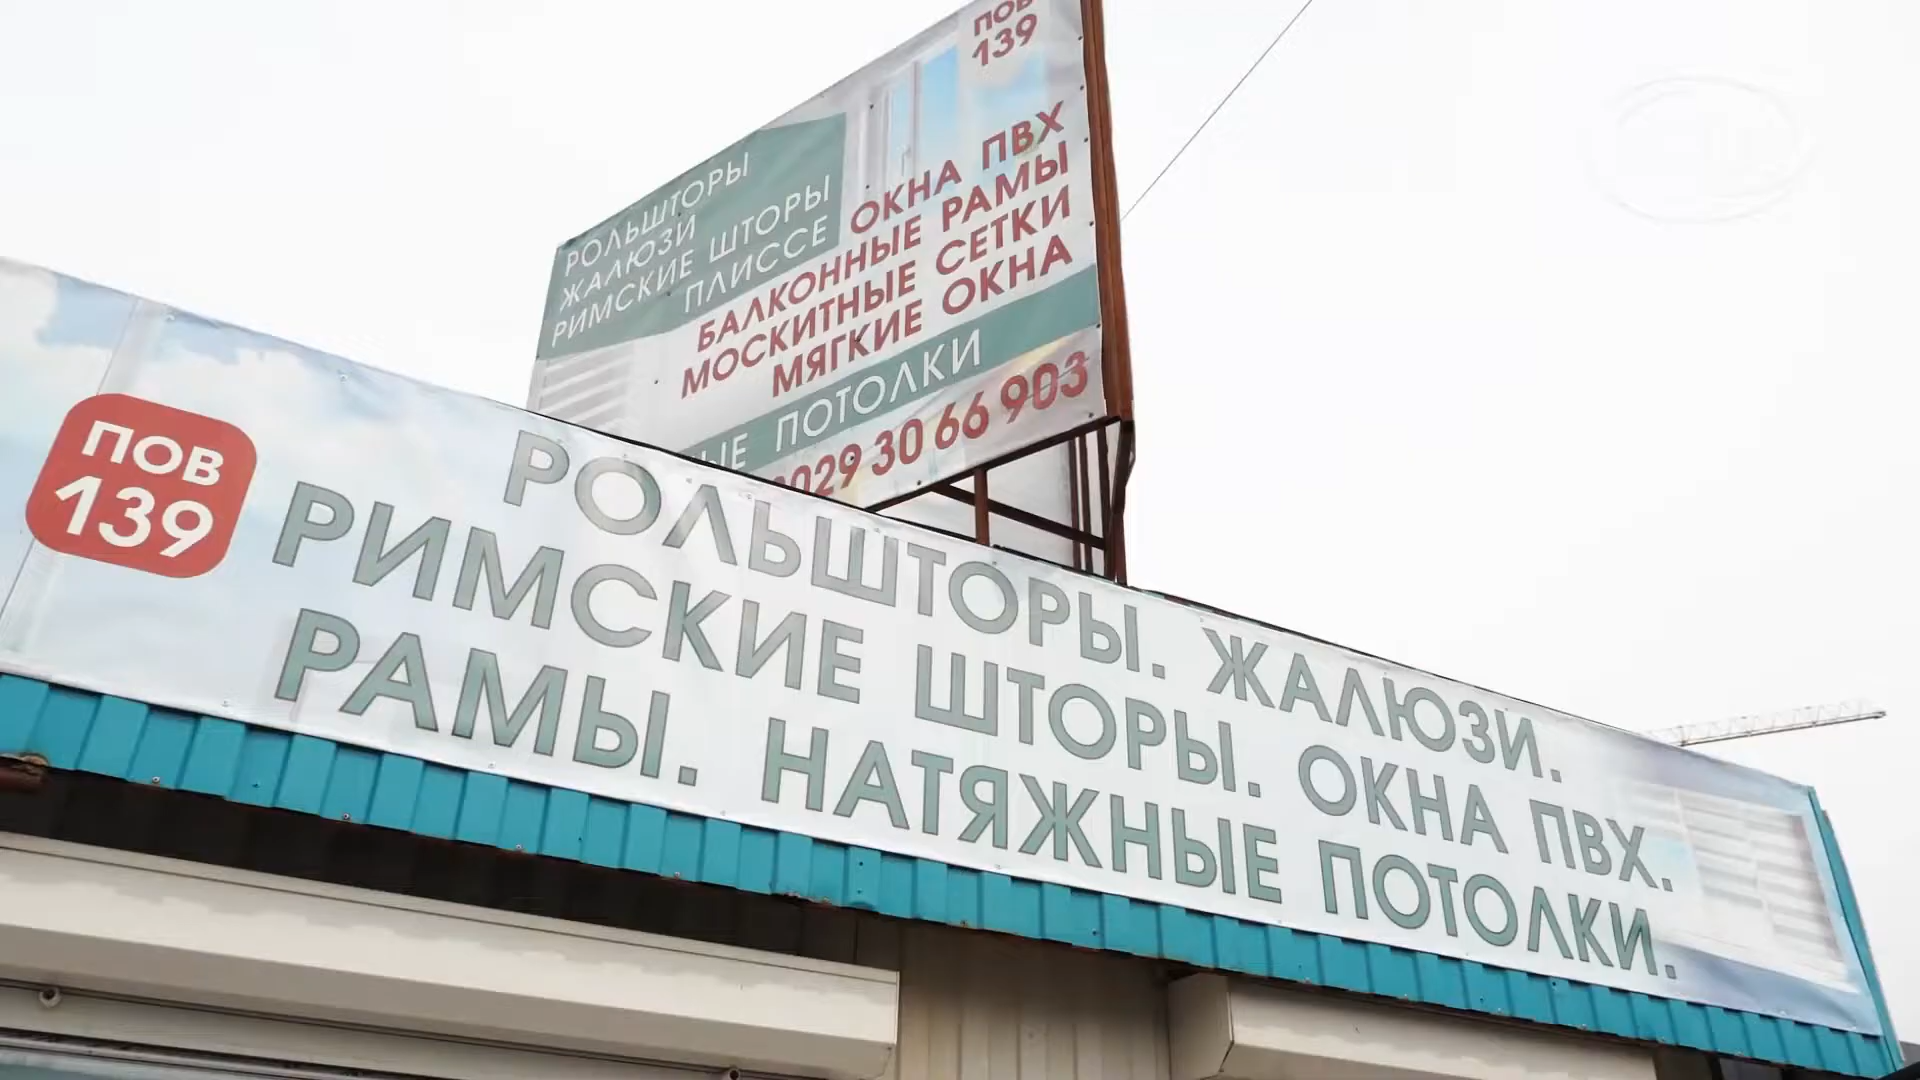 ПОВ
139
РОЛЬШТОРЫ
ЖАЛЮЗИ
РИМСКИЕ ШТОРЫ
ПЛИССЕ
ОКНА ПВХ
БАЛКОННЫЕ РАМЫ
МОСКИТНЫЕ СЕТКИ
МЯГКИЕ ОКНА
ПОТОЛКИ
029 30 66 903
ПОВ
139
РОЛЬШТОРЫ. ЖАЛЮЗИ.
РИМСКИЕ ШТОРЫ. ОКНА ПВХ.
РАМЫ. НАТЯЖНЫЕ ПОТОЛКИ.